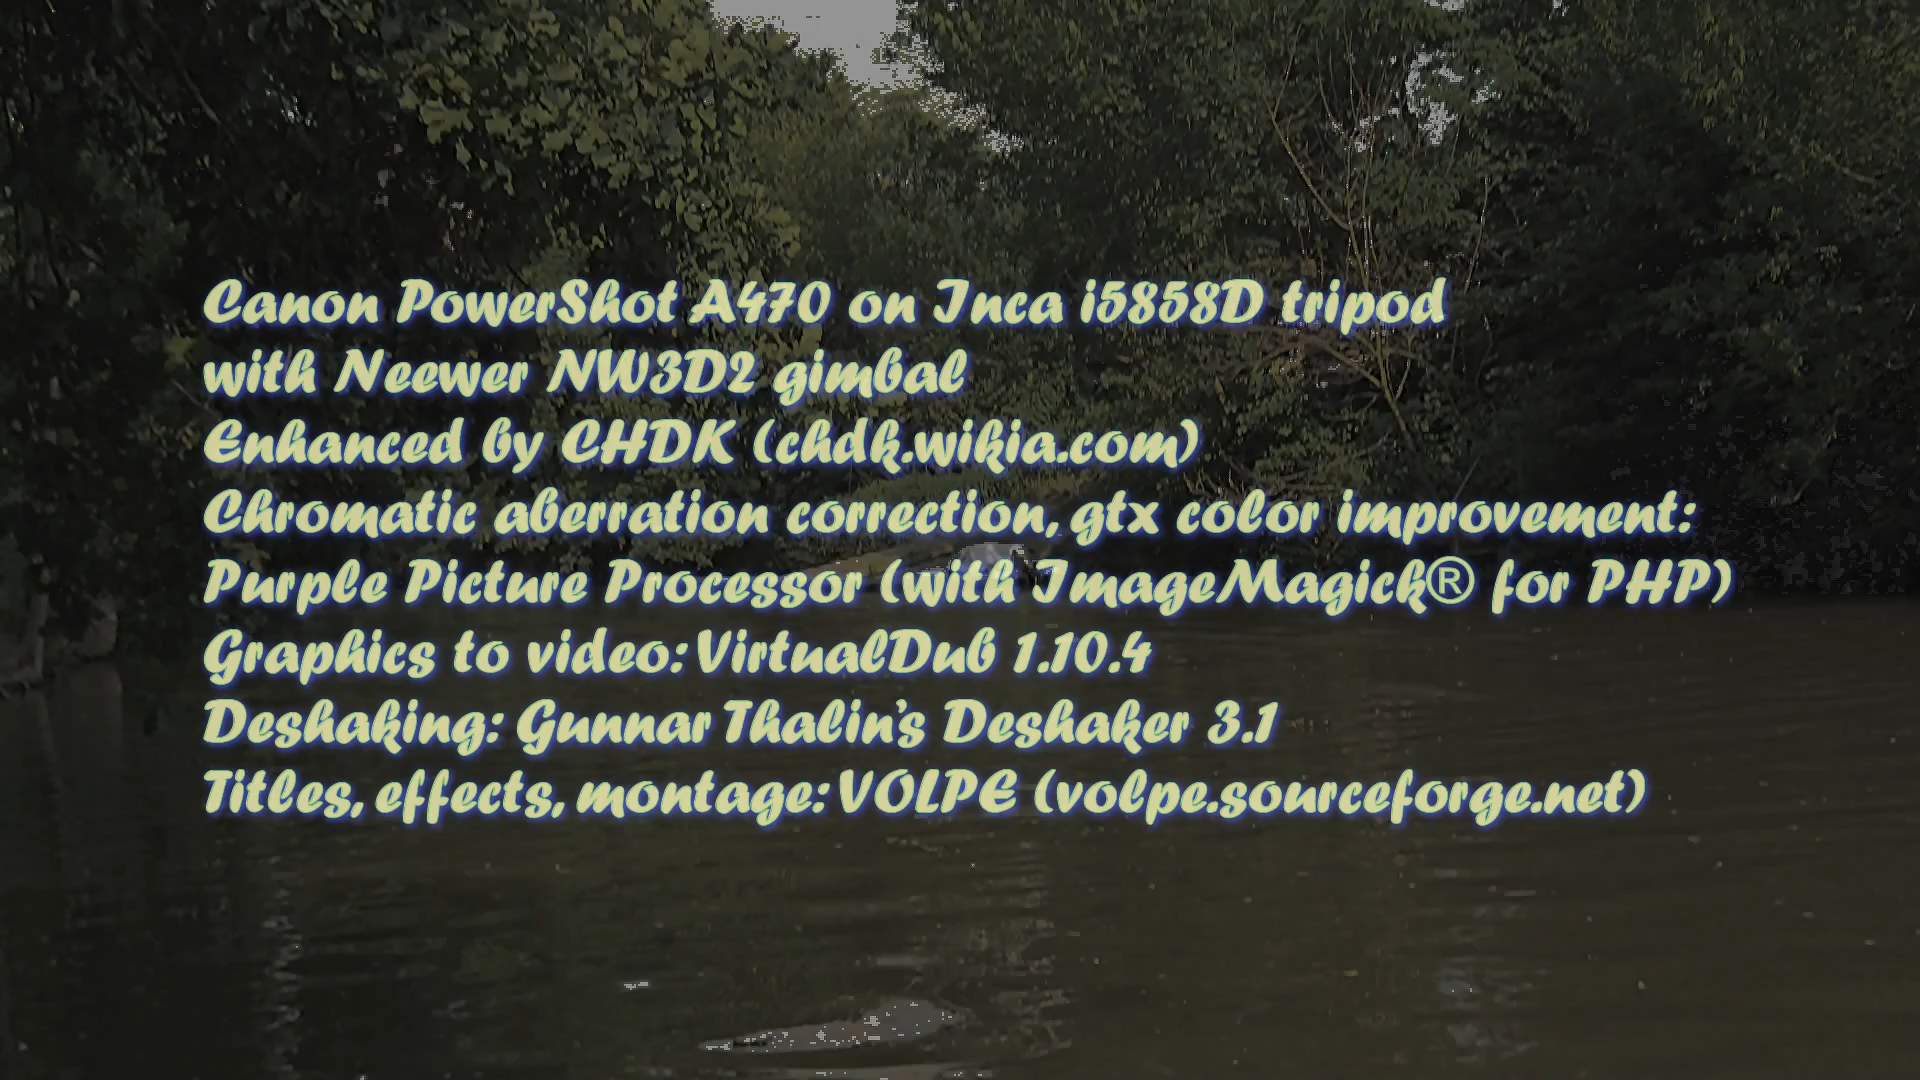 Canon PowerShot A470 on Inca i5858D tripod
with Neewer NW3D2 gimbal
Enhanced by CHDK (chdk.wikia.com)
Chromatic aberration correction, gtx color improvement:
Purple Picture Processor (with ImageMagick® for PHP)
Graphics to video: VirtualDub 1.10.4
Deshaking: Gunnar Thalin's Deshaker 3.1
Titles, effects, montage: VOLPE (volpe.sourceforge.net)